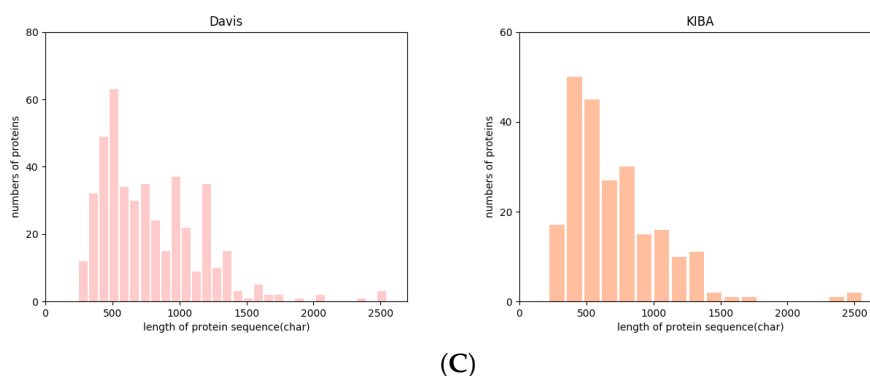 Davis
80
60
40
20
0
numbers of proteins
0 500 1000 1500 2000 2500
length of protein sequence(char)
KIBA
60
40
20
0
numbers of proteins
0 500 1000 1500 2000 2500
length of protein sequence(char)
(C)